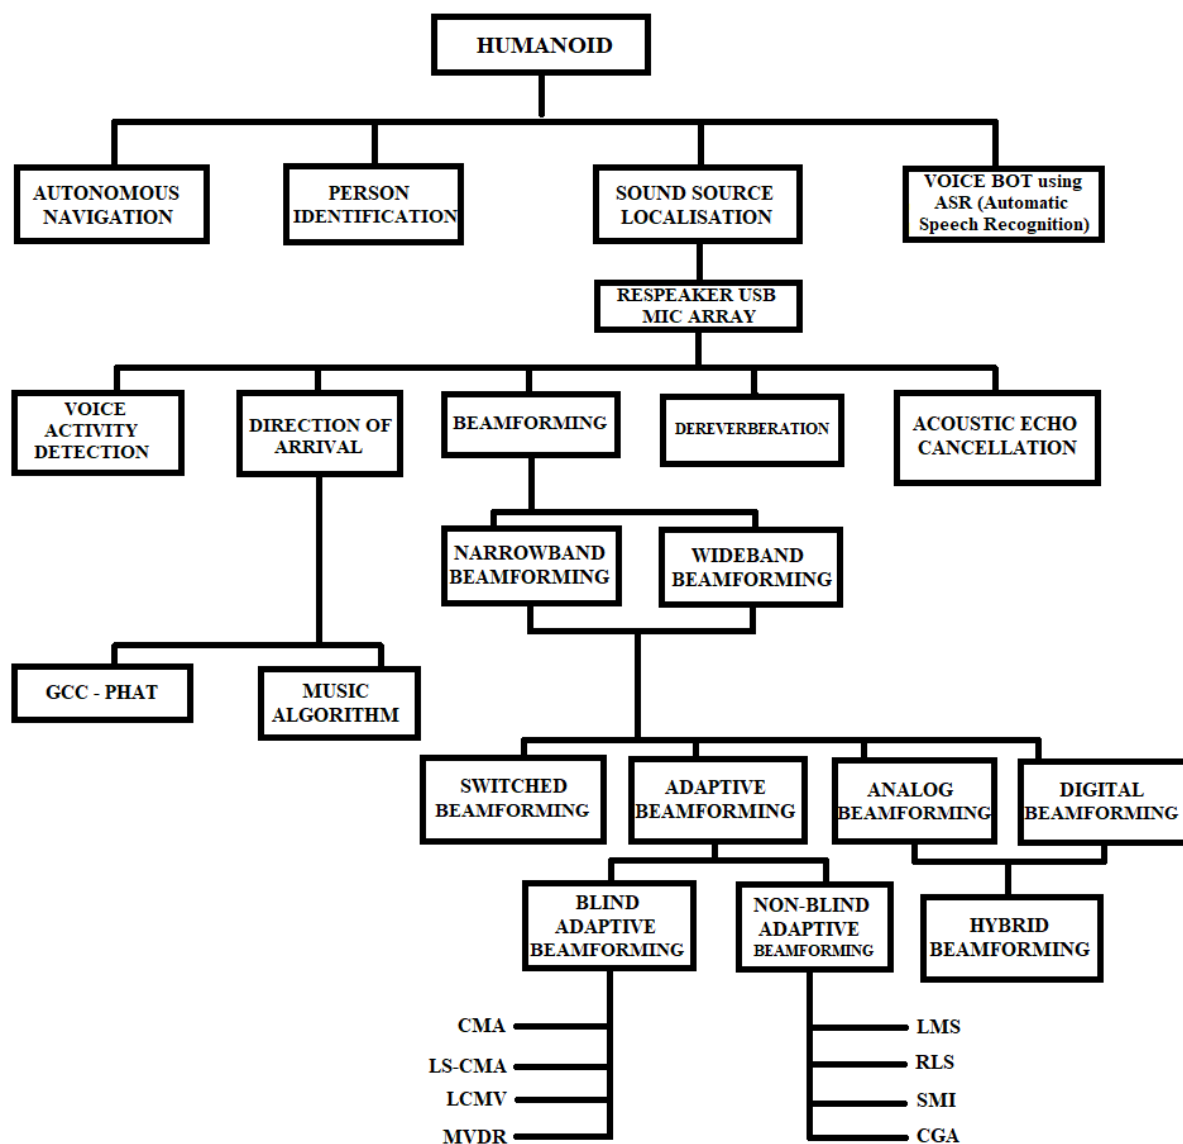 HUMANOID
AUTONOMOUS
NAVIGATION
PERSON
IDENTIFICATION
SOUND SOURCE
LOCALISATION
VOICE BOT using
ASR (Automatic
Speech Recognition)
RESPEAKER USB
MIC ARRAY
VOICE
ACTIVITY
DETECTION
DIRECTION OF
ARRIVAL
BEAMFORMING
DEREVERBERATION
ACOUSTIC ECHO
CANCELLATION
NARROWBAND
BEAMFORMING
WIDEBAND
BEAMFORMING
GCC - PHAT
MUSIC
ALGORITHM
SWITCHED
BEAMFORMING
ADAPTIVE
BEAMFORMING
ANALOG
BEAMFORMING
DIGITAL
BEAMFORMING
BLIND
ADAPTIVE
BEAMFORMING
NON-BLIND
ADAPTIVE
BEAMFORMING
HYBRID
BEAMFORMING
CMA
LS-CMA
LCMV
MVDR
LMS
RLS
SMI
CGA